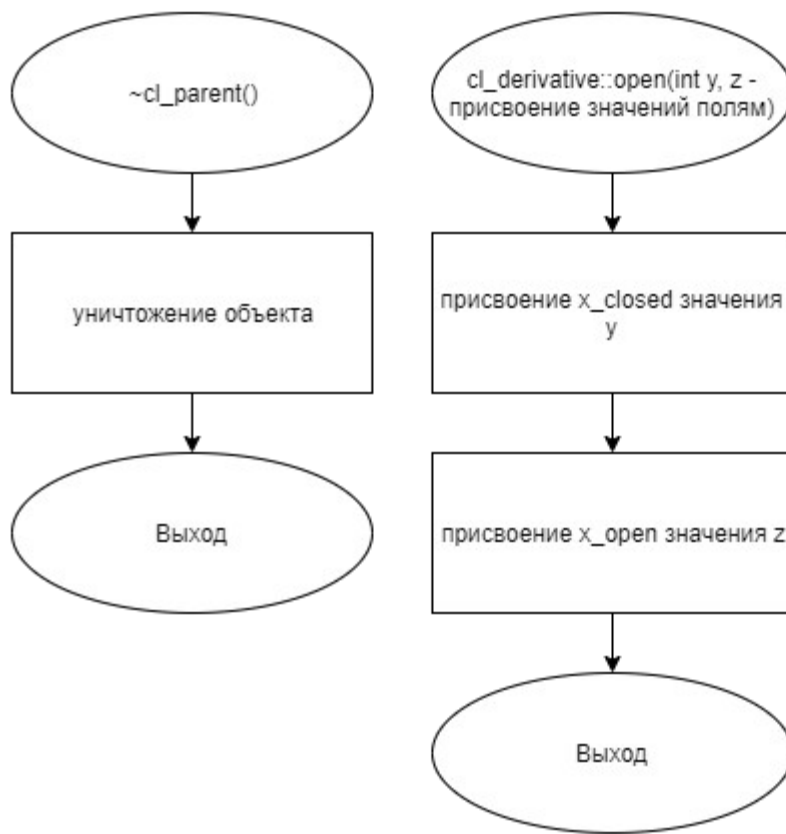 ~cl_parent()
уничтожение объекта
Выход
cl_derivative::open(int y, z -
присвоение значений полям)
присвоение x_closed значения
y
присвоение x_open значения z
Выход